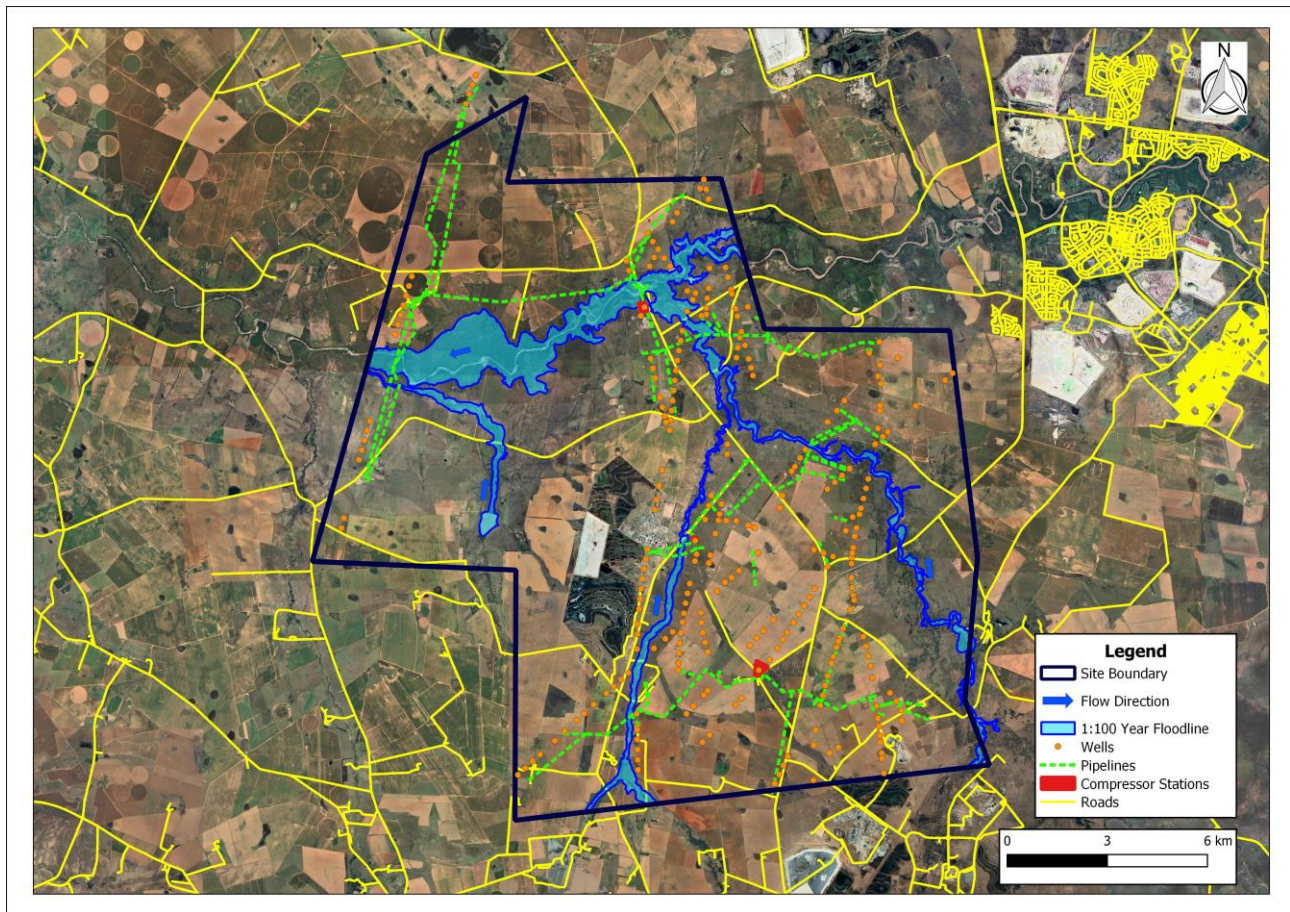 N
Legend
Site Boundary
Flow Direction
1:100 Year Floodline
Wells
Pipelines
Compressor Stations
Roads
0 3 6 km